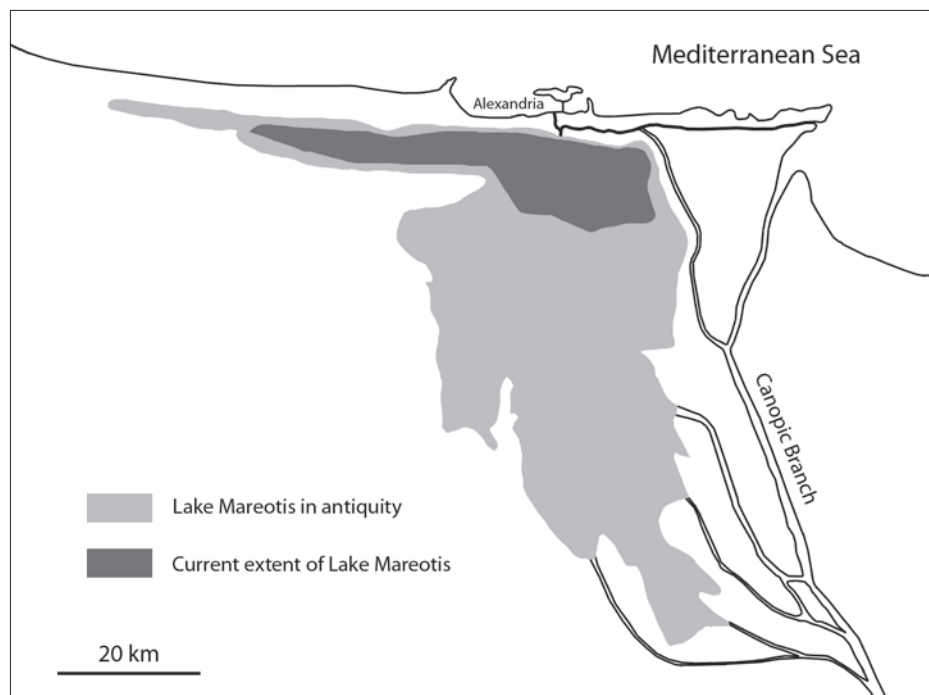 Mediterranean Sea
Alexandria
Canopic Branch
Lake Mareotis in antiquity
Current extent of Lake Mareotis
20 km